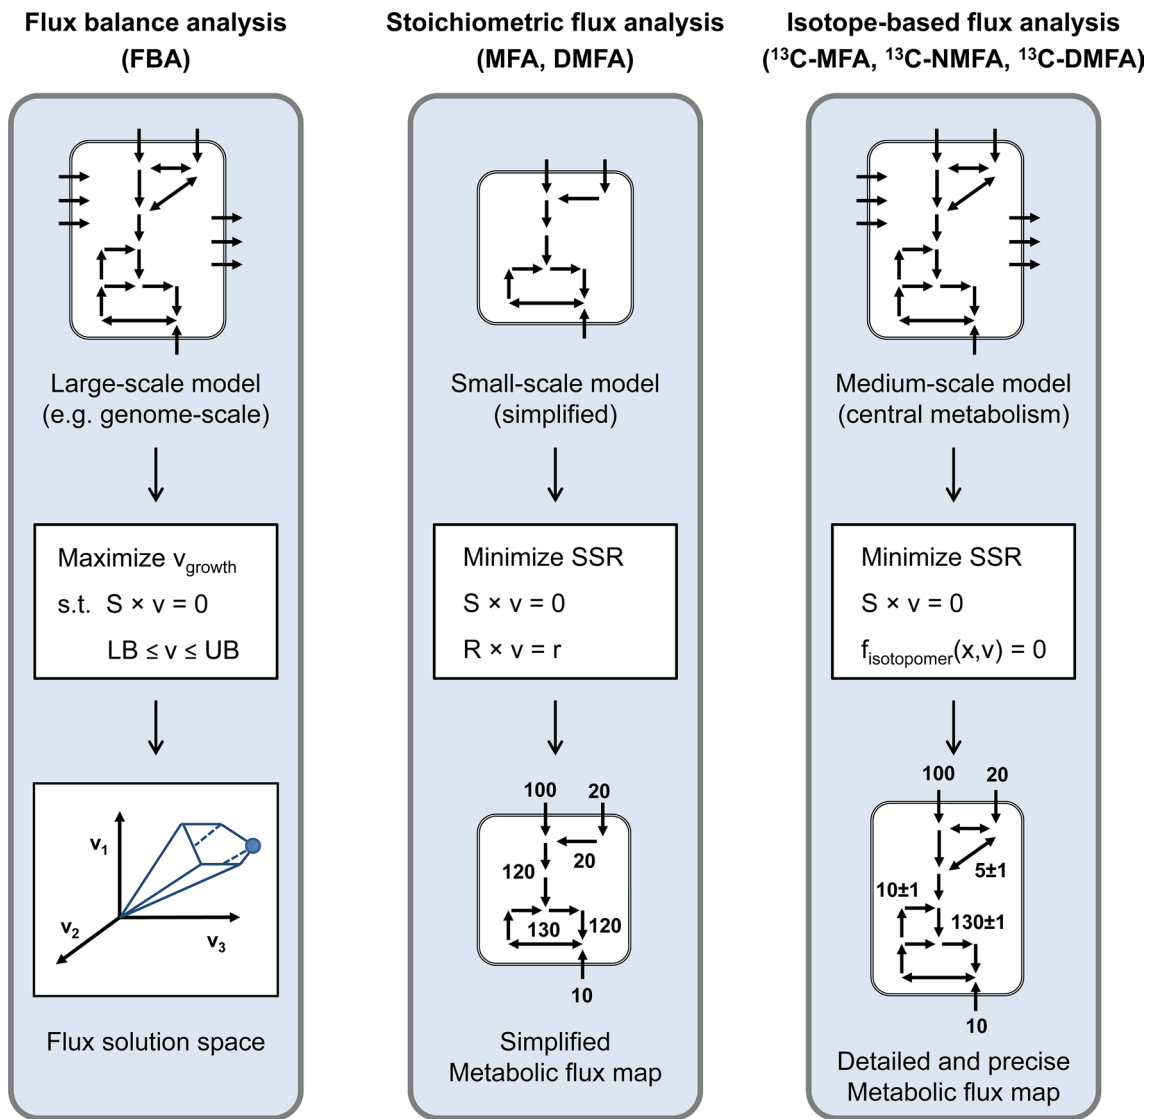 Flux balance analysis
(FBA)
Large-scale model
(e.g. genome-scale)
Maximize v_growth
s.t. S × v = 0
LB ≤ v ≤ UB
v₁
v₂
v₃
Flux solution space
Stoichiometric flux analysis
(MFA, DMFA)
Small-scale model
(simplified)
Minimize SSR
S × v = 0
R × v = r
100 20
20
120
130
120
10
Simplified
Metabolic flux map
Isotope-based flux analysis
(¹³C-MFA, ¹³C-NMFA, ¹³C-DMFA)
Medium-scale model
(central metabolism)
Minimize SSR
S × v = 0
f_isotopomer(x,v) = 0
100 20
5±1
10±1
130±1
10
Detailed and precise
Metabolic flux map